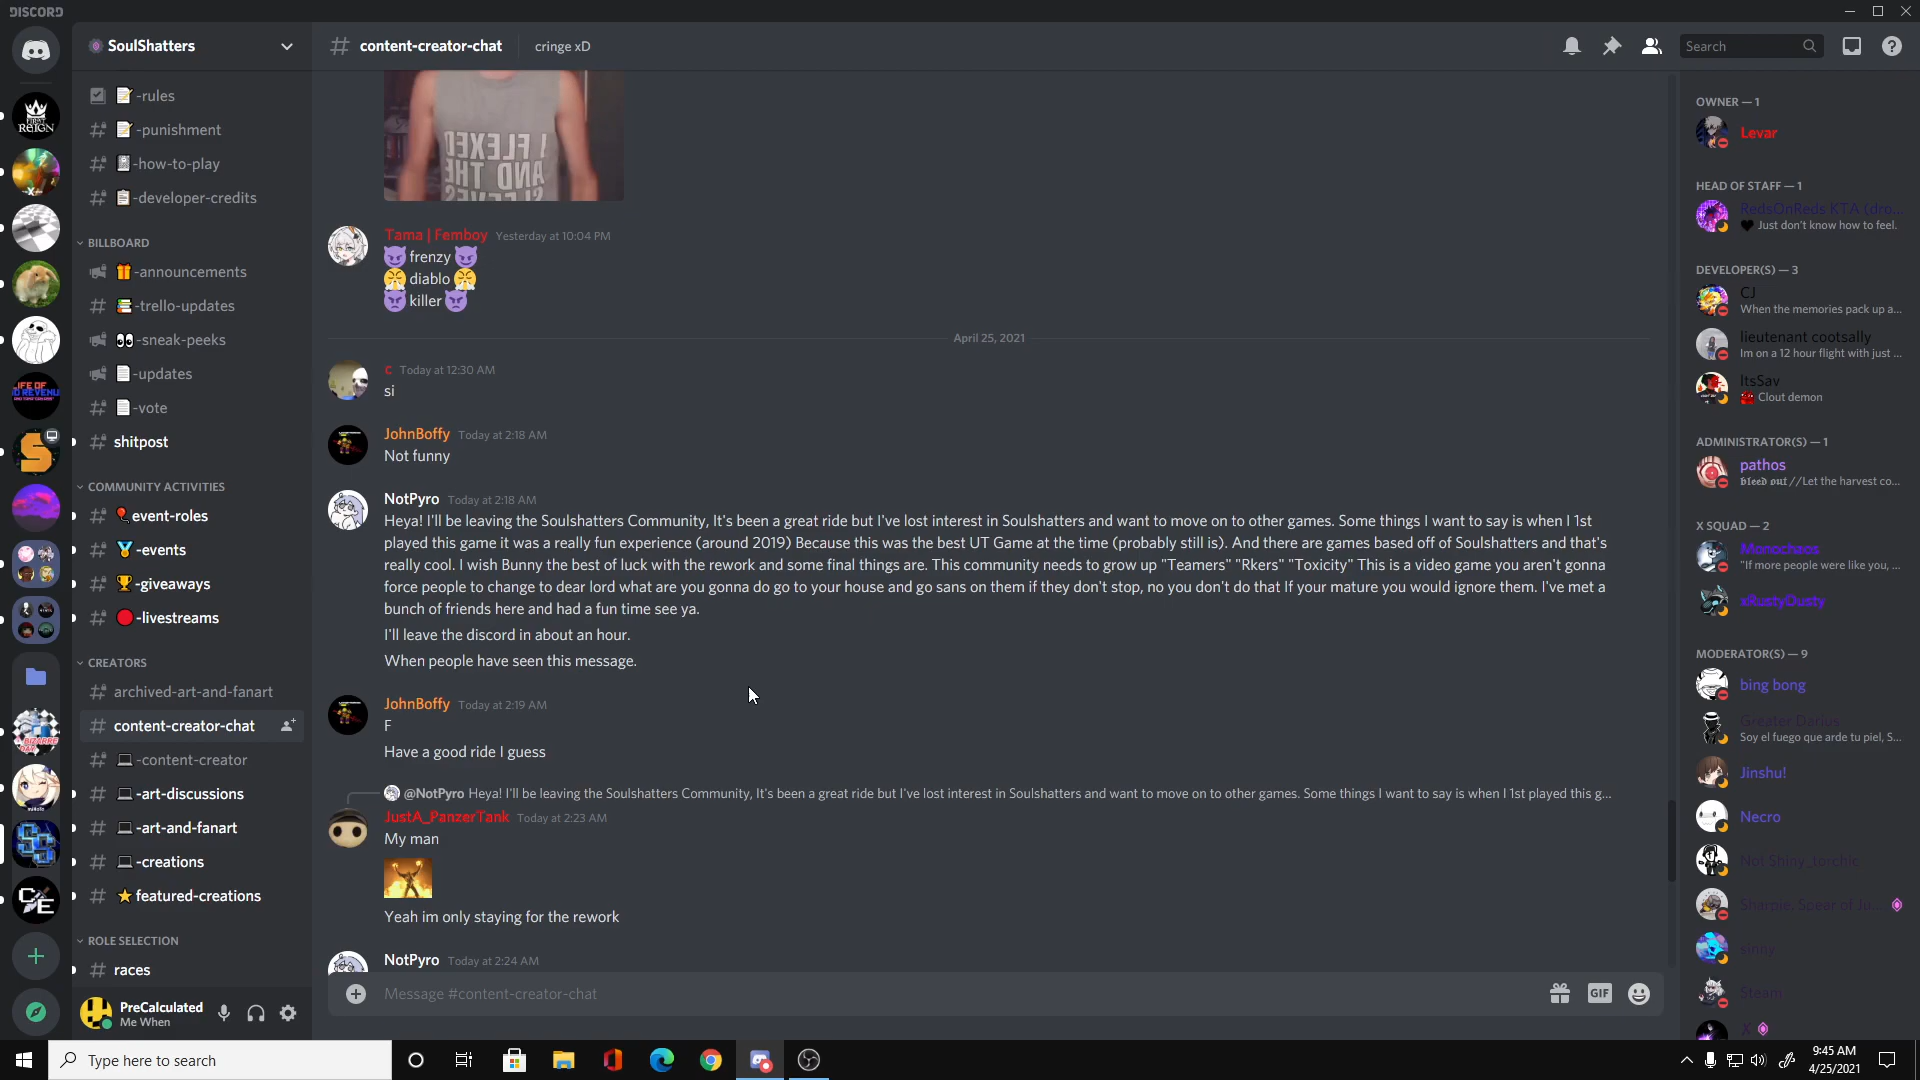 DISCORD
SoulShatters
content-creator-chat
cringe xD
Search
-rules
-punishment
-how-to-play
-developer-credits
BILLBOARD
-announcements
-trello-updates
-sneak-peeks
-updates
-vote
shitpost
COMMUNITY ACTIVITIES
event-roles
-events
-giveaways
-livestreams
CREATORS
archived-art-and-fanart
content-creator-chat
-content-creator
-art-discussions
-art-and-fanart
-creations
featured-creations
ROLE SELECTION
races
PreCalculated
Me When
FIRST
REIGN
I FLEXED
AND THE
Tama | Femboy Yesterday at 10:04 PM
frenzy
diablo
killer
April 25, 2021
C Today at 12:30 AM
si
JohnBoffy Today at 2:18 AM
Not funny
NotPyro Today at 2:18 AM
Heya! I'll be leaving the Soulshatters Community, It's been a great ride but I've lost interest in Soulshatters and want to move on to other games. Some things I want to say is when I 1st
played this game it was a really fun experience (around 2019) Because this was the best UT Game at the time (probably still is). And there are games based off of Soulshatters and that's
really cool. I wish Bunny the best of luck with the rework and some final things are. This community needs to grow up "Teamers" "Rkers" "Toxicity" This is a video game you aren't gonna
force people to change to dear lord what are you gonna do go to your house and go sans on them if they don't stop, no you don't do that If your mature you would ignore them. I've met a
bunch of friends here and had a fun time see ya.
I'll leave the discord in about an hour.
When people have seen this message.
JohnBoffy Today at 2:19 AM
F
Have a good ride I guess
@NotPyro Heya! I'll be leaving the Soulshatters Community, It's been a great ride but I've lost interest in Soulshatters and want to move on to other games. Some things I want to say is when I 1st played this g...
JustA_PanzerTank Today at 2:23 AM
My man
Yeah im only staying for the rework
NotPyro Today at 2:24 AM
Message #content-creator-chat
GIF
OWNER — 1
Levar
HEAD OF STAFF — 1
RedsOnReds KTA (dro...
Just don't know how to feel.
DEVELOPER(S) — 3
CJ
When the memories pack up a...
lieutenant cootsally
Im on a 12 hour flight with just ...
ItsSav
Clout demon
ADMINISTRATOR(S) — 1
pathos
bleed out //Let the harvest co...
X SQUAD — 2
Monochaos
"If more people were like you, ...
xRustyDusty
MODERATOR(S) — 9
bing bong
Greater Darius
Soy el fuego que arde tu piel, S...
Jinshu!
Necro
Not Shiny_torchic
Sharpie, Spear of Ju...
Steam
X
Type here to search
9:45 AM
4/25/2021